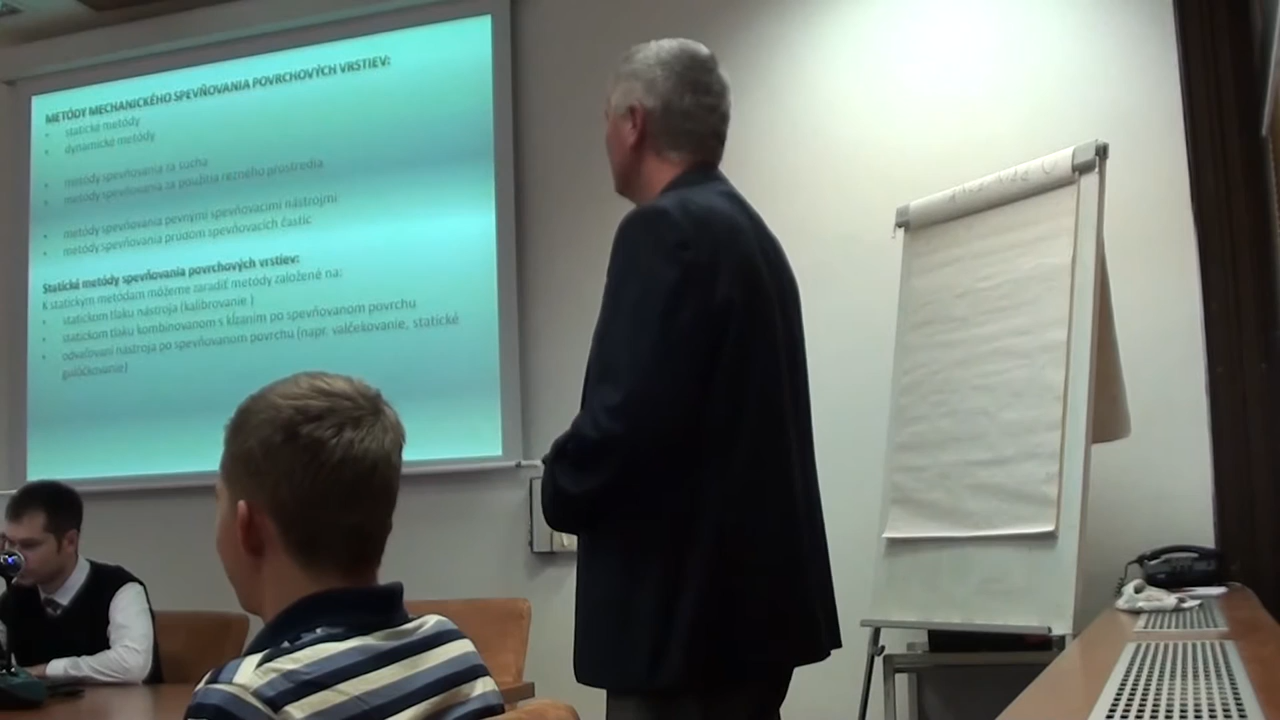 METÓDY MECHANICKÉHO SPEVŇOVANIA POVRCHOVÝCH VRSTIEV:
• statické metódy
• dynamické metódy
• metódy spevňovania za sucha
• metódy spevňovania za použitia rezného prostredia
• metódy spevňovania pevnými spevňovacími nástrojmi
• metódy spevňovania prúdom spevňovacích častíc
Statické metódy spevňovania povrchových vrstiev:
K statickým metódam môžeme zaradiť metódy založené na:
• statickom tlaku nástroja (kalibrovanie )
• statickom tlaku kombinovanom s kĺzaním po spevňovanom povrchu
• odvaľovaní nástroja po spevňovanom povrchu (napr. valčekovanie, statické
guľôčkovanie)